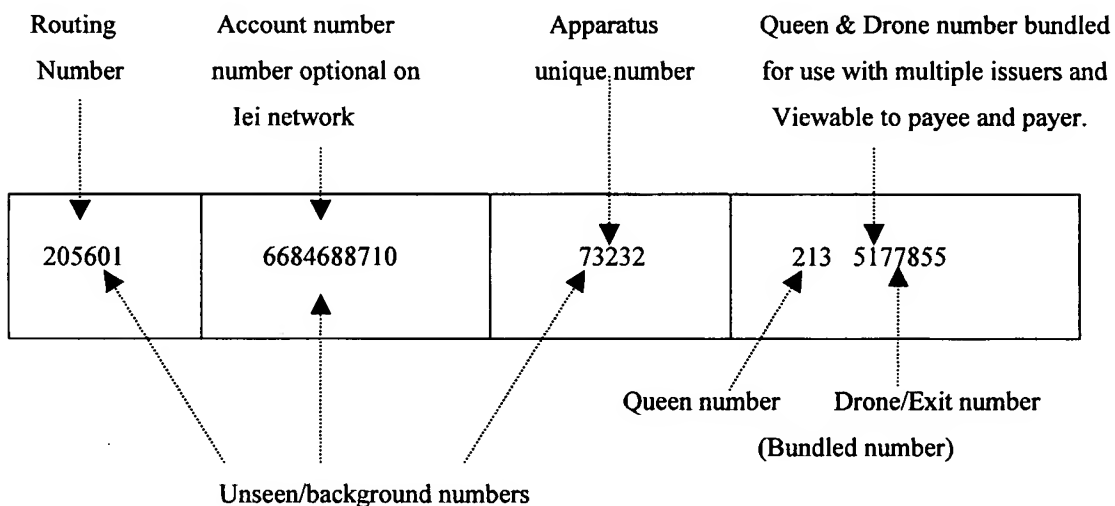 Routing Account number Apparatus Queen & Drone number bundled
Number number optional on unique number for use with multiple issuers and
Iei network Viewable to payee and payer.
205601 6684688710 73232 213 5177855
Queen number Drone/Exit number
(Bundled number)
Unseen/background numbers